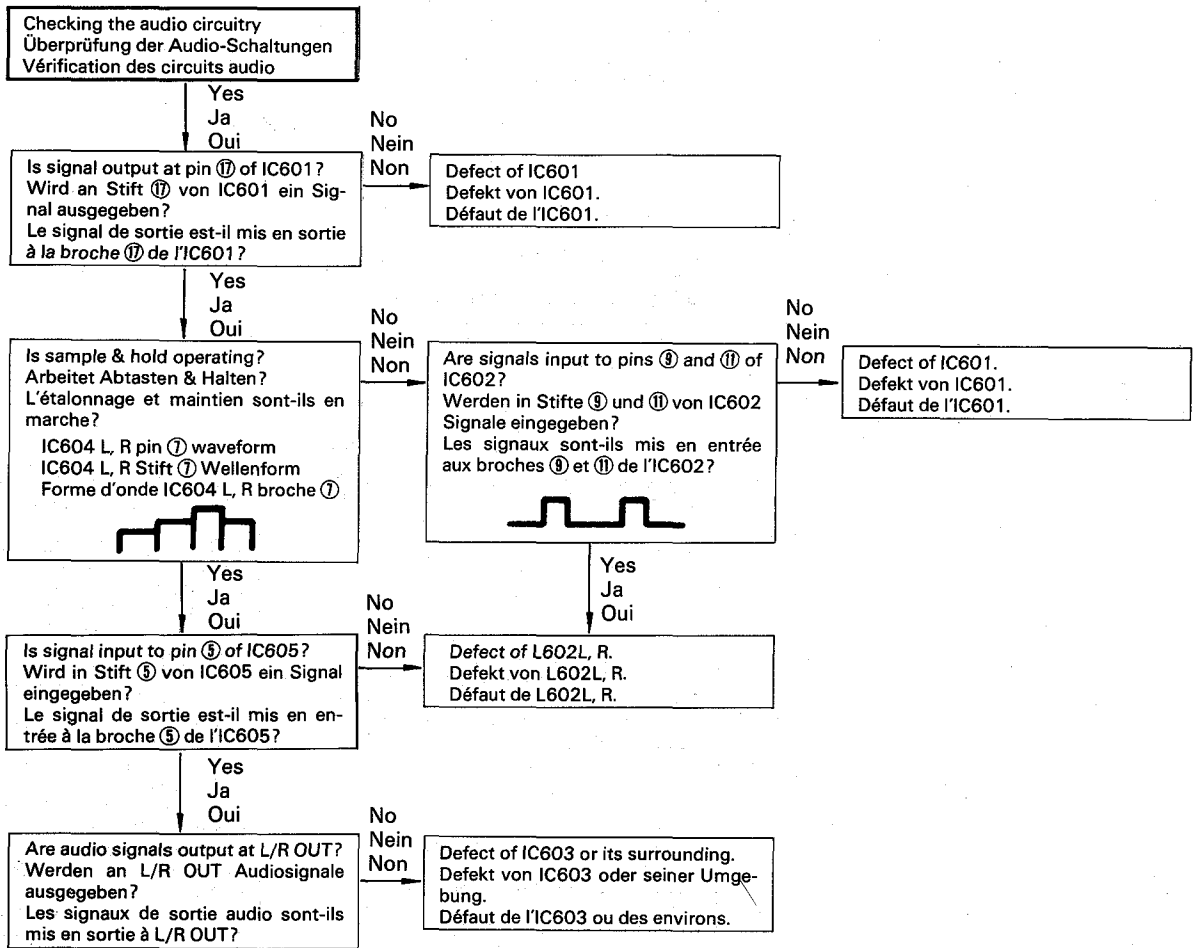 Checking the audio circuitry
Überprüfung der Audio-Schaltungen
Vérification des circuits audio
Yes
Ja
Oui
Is signal output at pin ⑰ of IC601?
Wird an Stift ⑰ von IC601 ein Sig-
nal ausgegeben?
Le signal de sortie est-il mis en sortie
à la broche ⑰ de l'IC601?
No
Nein
Non
Defect of IC601
Defekt von IC601.
Défaut de l'IC601.
Yes
Ja
Oui
Is sample & hold operating?
Arbeitet Abtasten & Halten?
L'étalonnage et maintien sont-ils en
marche?
IC604 L, R pin ⑦ waveform
IC604 L, R Stift ⑦ Wellenform
Forme d'onde IC604 L, R broche ⑦
No
Nein
Non
Are signals input to pins ⑨ and ⑪ of
IC602?
Werden in Stifte ⑨ und ⑪ von IC602
Signale eingegeben?
Les signaux sont-ils mis en entrée
aux broches ⑨ et ⑪ de l'IC602?
No
Nein
Non
Defect of IC601.
Defekt von IC601.
Défaut de l'IC601.
Yes
Ja
Oui
Yes
Ja
Oui
Is signal input to pin ⑤ of IC605?
Wird in Stift ⑤ von IC605 ein Signal
eingegeben?
Le signal de sortie est-il mis en en-
trée à la broche ⑤ de l'IC605?
No
Nein
Non
Defect of L602L, R.
Defekt von L602L, R.
Défaut de L602L, R.
Yes
Ja
Oui
Are audio signals output at L/R OUT?
Werden an L/R OUT Audiosignale
ausgegeben?
Les signaux de sortie audio sont-ils
mis en sortie à L/R OUT?
No
Nein
Non
Defect of IC603 or its surrounding.
Defekt von IC603 oder seiner Umge-
bung.
Défaut de l'IC603 ou des environs.